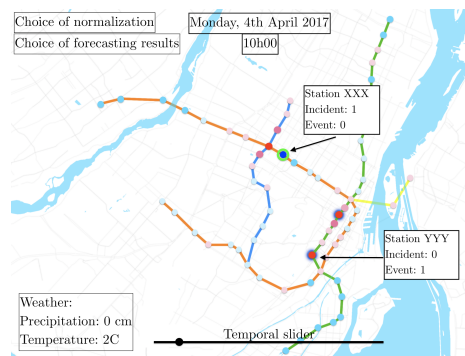 Choice of normalization
Choice of forecasting results
Monday, 4th April 2017
10h00
Station XXX
Incident: 1
Event: 0
Station YYY
Incident: 0
Event: 1
Weather:
Precipitation: 0 cm
Temperature: 2C
Temporal slider